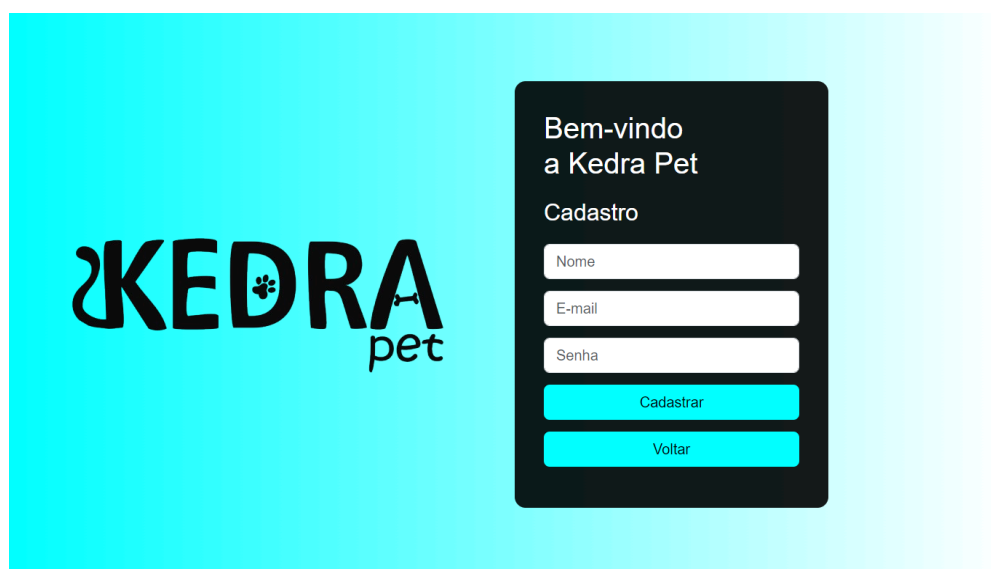 KEDRA
pet
Bem-vindo
a Kedra Pet
Cadastro
Nome
E-mail
Senha
Cadastrar
Voltar